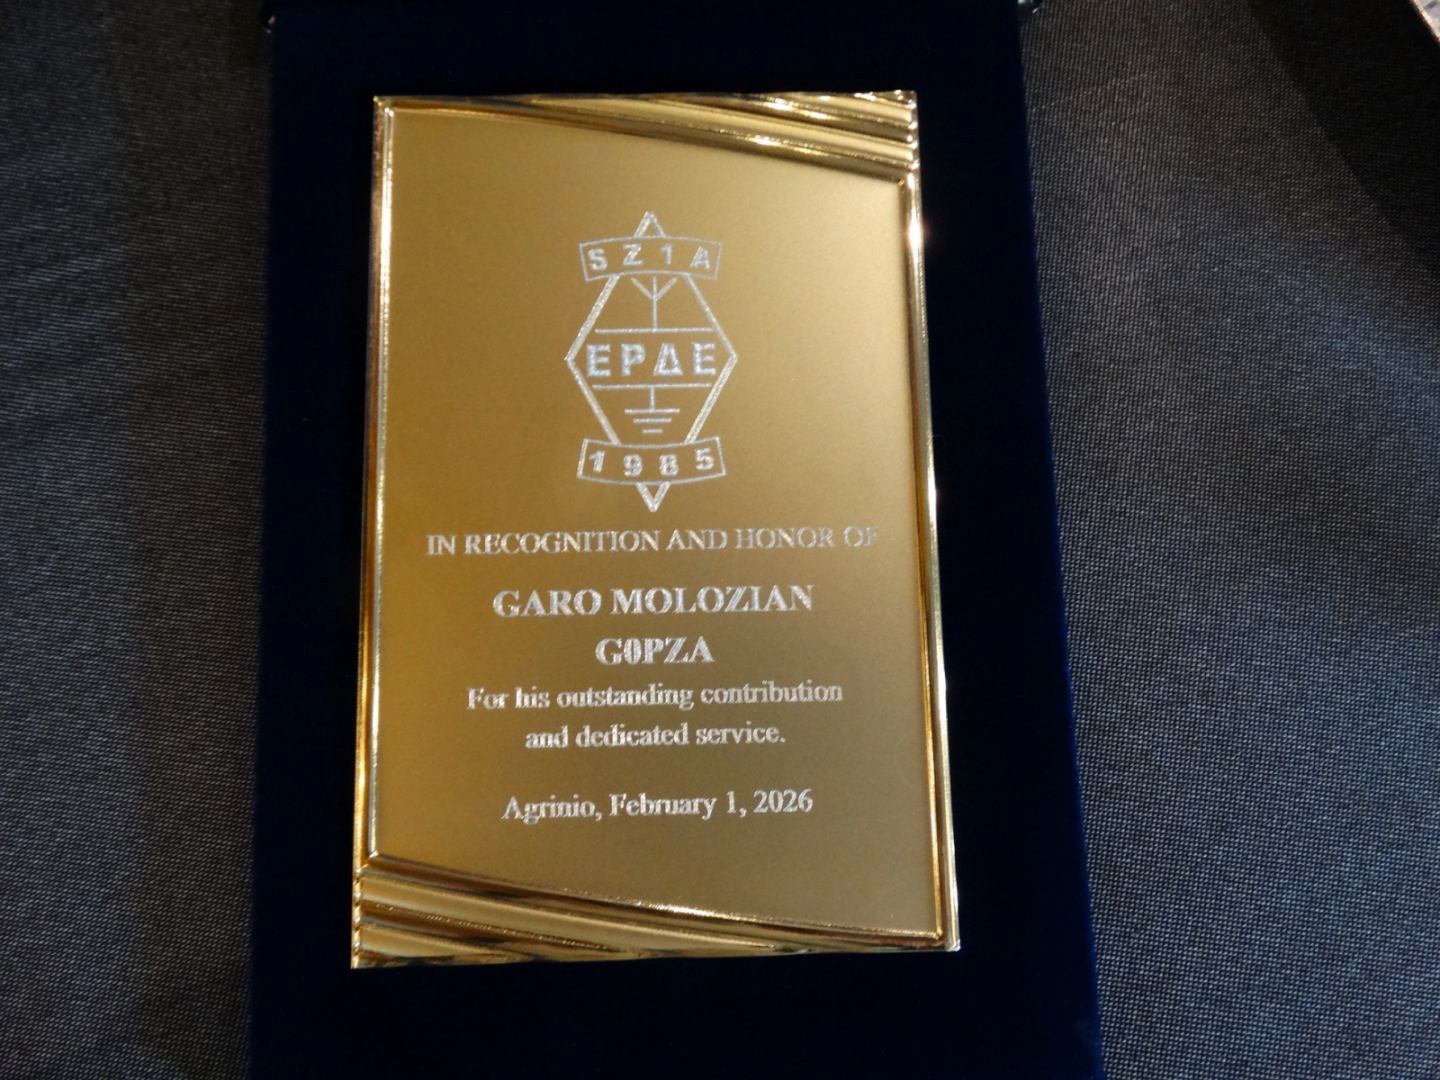 SZ1A
ΕΡΔΕ
1985
IN RECOGNITION AND HONOR OF
GARO MOLOZIAN
G0PZA
For his outstanding contribution
and dedicated service.
Agrinio, February 1, 2026